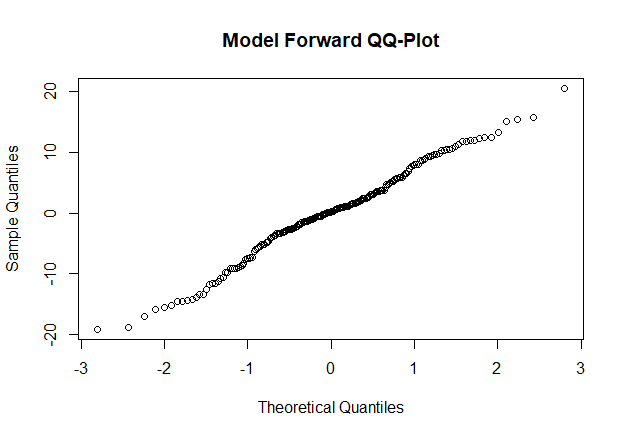 Model Forward QQ-Plot
Sample Quantiles
20
10
0
-10
-20
-3 -2 -1 0 1 2 3
Theoretical Quantiles